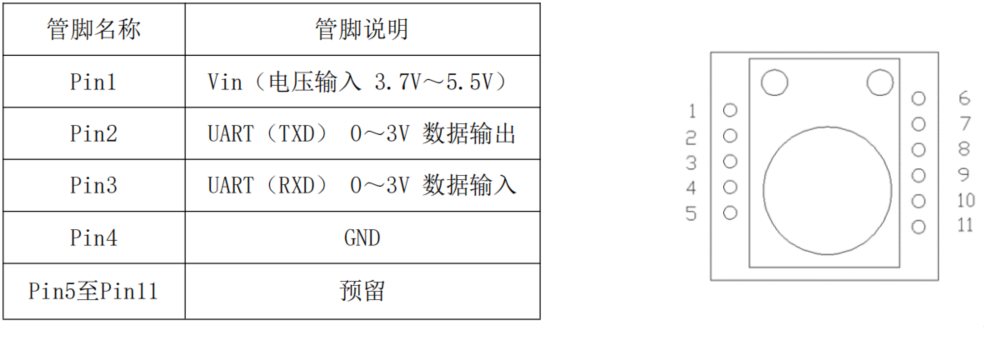 管脚名称 管脚说明
Pin1 Vin（电压输入 3.7V～5.5V）
Pin2 UART（TXD） 0～3V 数据输出
Pin3 UART（RXD） 0～3V 数据输入
Pin4 GND
Pin5至Pin11 预留
1
2
3
4
5
6
7
8
9
10
11